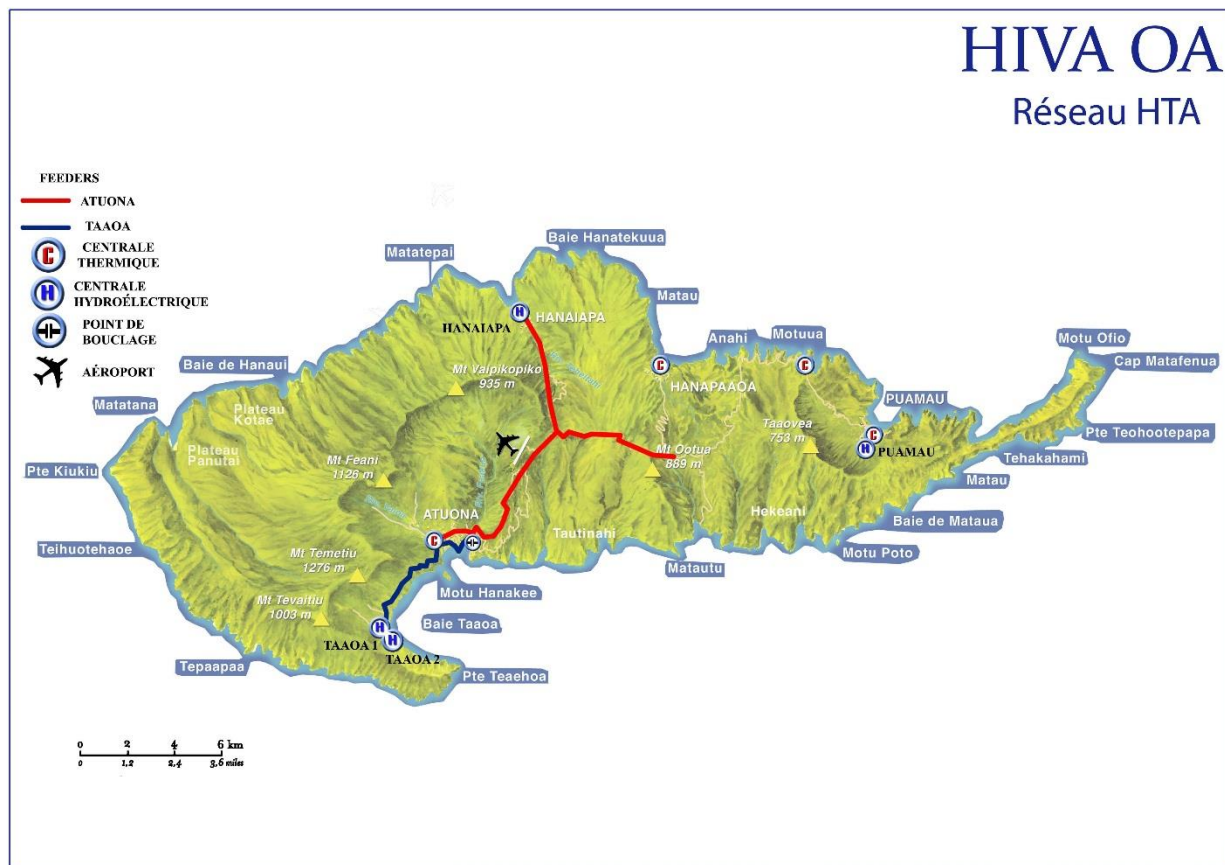 HIVA OA
Réseau HTA
FEEDERS
ATUONA
TAAOA
CENTRALE
THERMIQUE
CENTRALE
HYDROÉLECTRIQUE
POINT DE
BOUCLAGE
AÉROPORT
Baie Hanatekuua
Matatepai
Matau
HANAIAPA
HANAIAPA
Anahi
Motuua
Motu Ofio
Cap Matafenua
Baie de Hanaui
Mt Vaipikopiko
935 m
HANAPAAOA
PUAMAU
Matatana
Plateau
Kotae
Taaovea
753 m
Pte Teohootepapa
Plateau
Panutai
PUAMAU
Tehakahami
Mt Ootua
889 m
Pte Kiukiu
Mt Feani
1126 m
Matau
ATUONA
Hekeani
Baie de Mataua
Tautinahi
Teihuotehaoe
Motu Poto
Mt Temetiu
1276 m
Matautu
Motu Hanakee
Mt Tevaitiu
1003 m
Baie Taaoa
TAAOA 1
TAAOA 2
Tepaapaa
Pte Teaehoa
0 2 4 6 km
0 1,2 2,4 3,6 miles